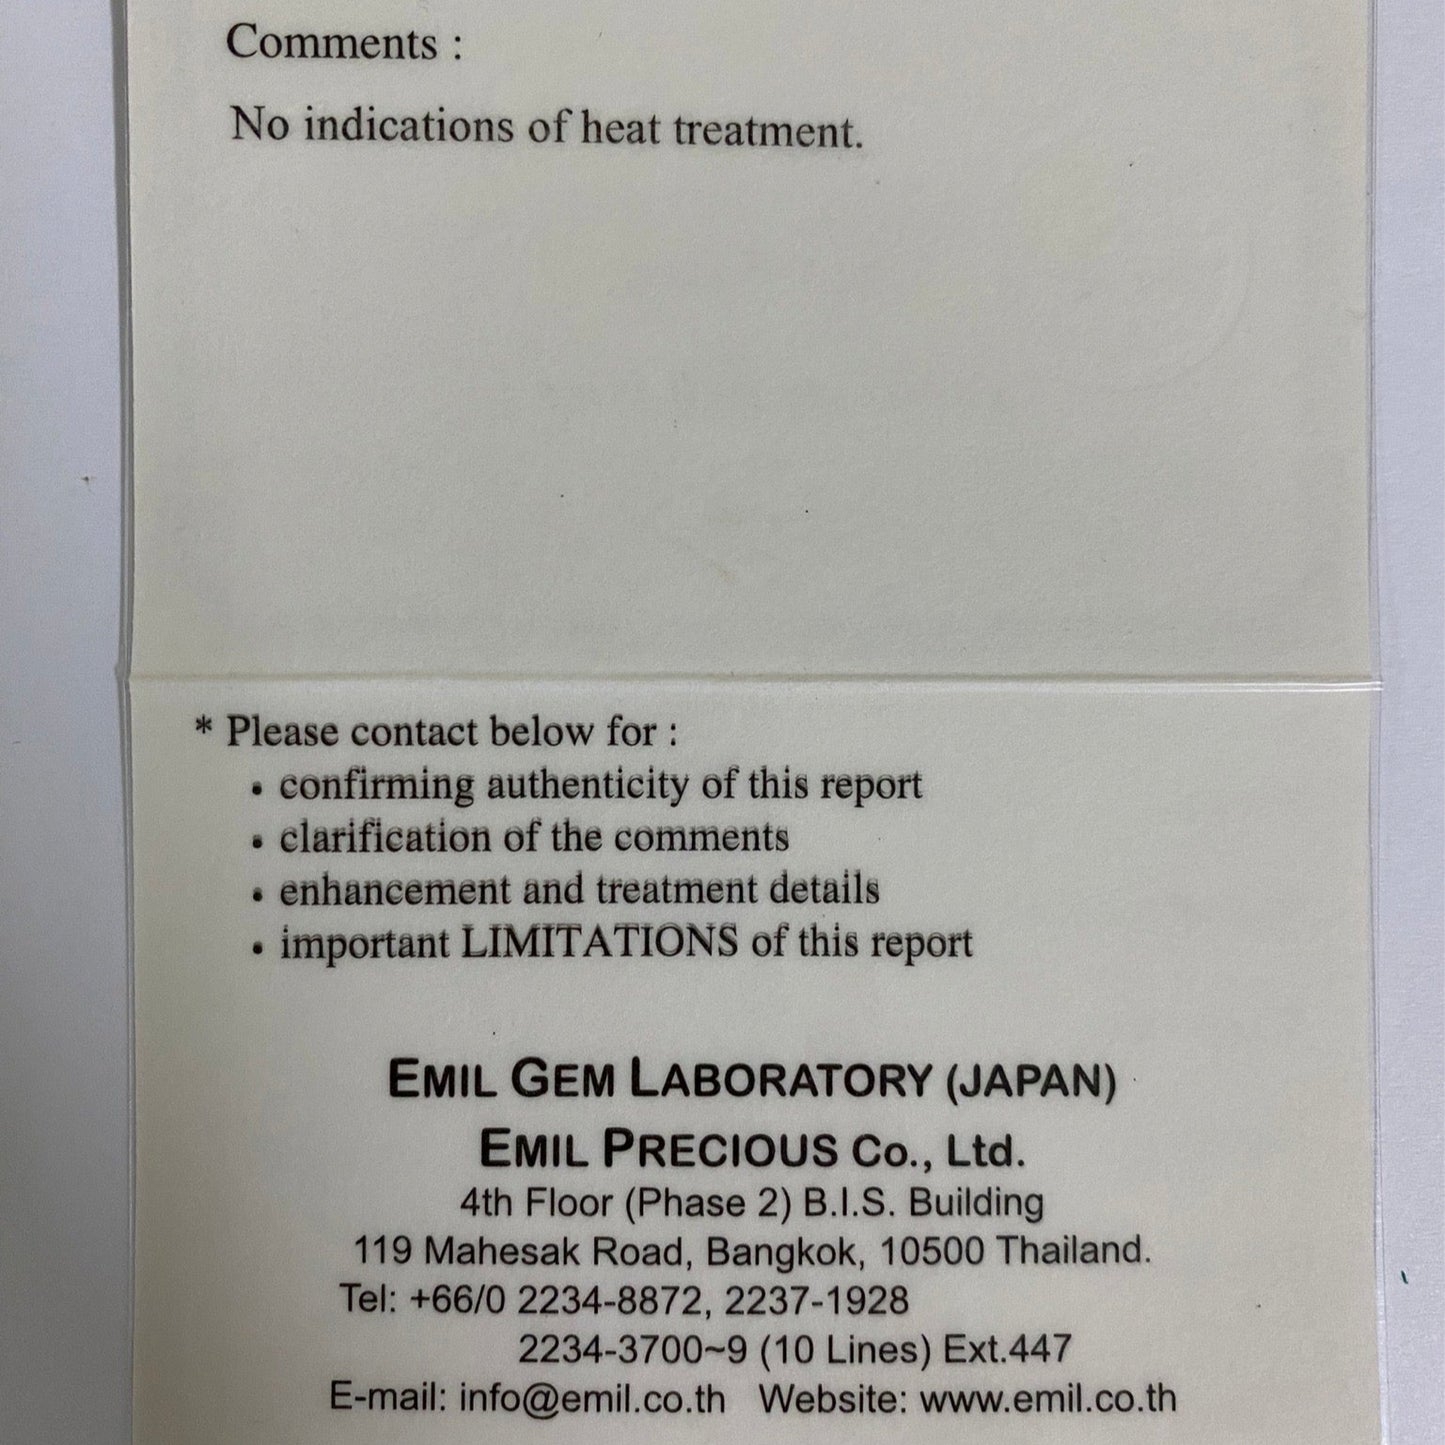 Comments :
No indications of heat treatment.
* Please contact below for :
• confirming authenticity of this report
• clarification of the comments
• enhancement and treatment details
• important LIMITATIONS of this report
EMIL GEM LABORATORY (JAPAN)
EMIL PRECIOUS Co., Ltd.
4th Floor (Phase 2) B.I.S. Building
119 Mahesak Road, Bangkok, 10500 Thailand.
Tel: +66/0 2234-8872, 2237-1928
2234-3700~9 (10 Lines) Ext.447
E-mail: info@emil.co.th Website: www.emil.co.th